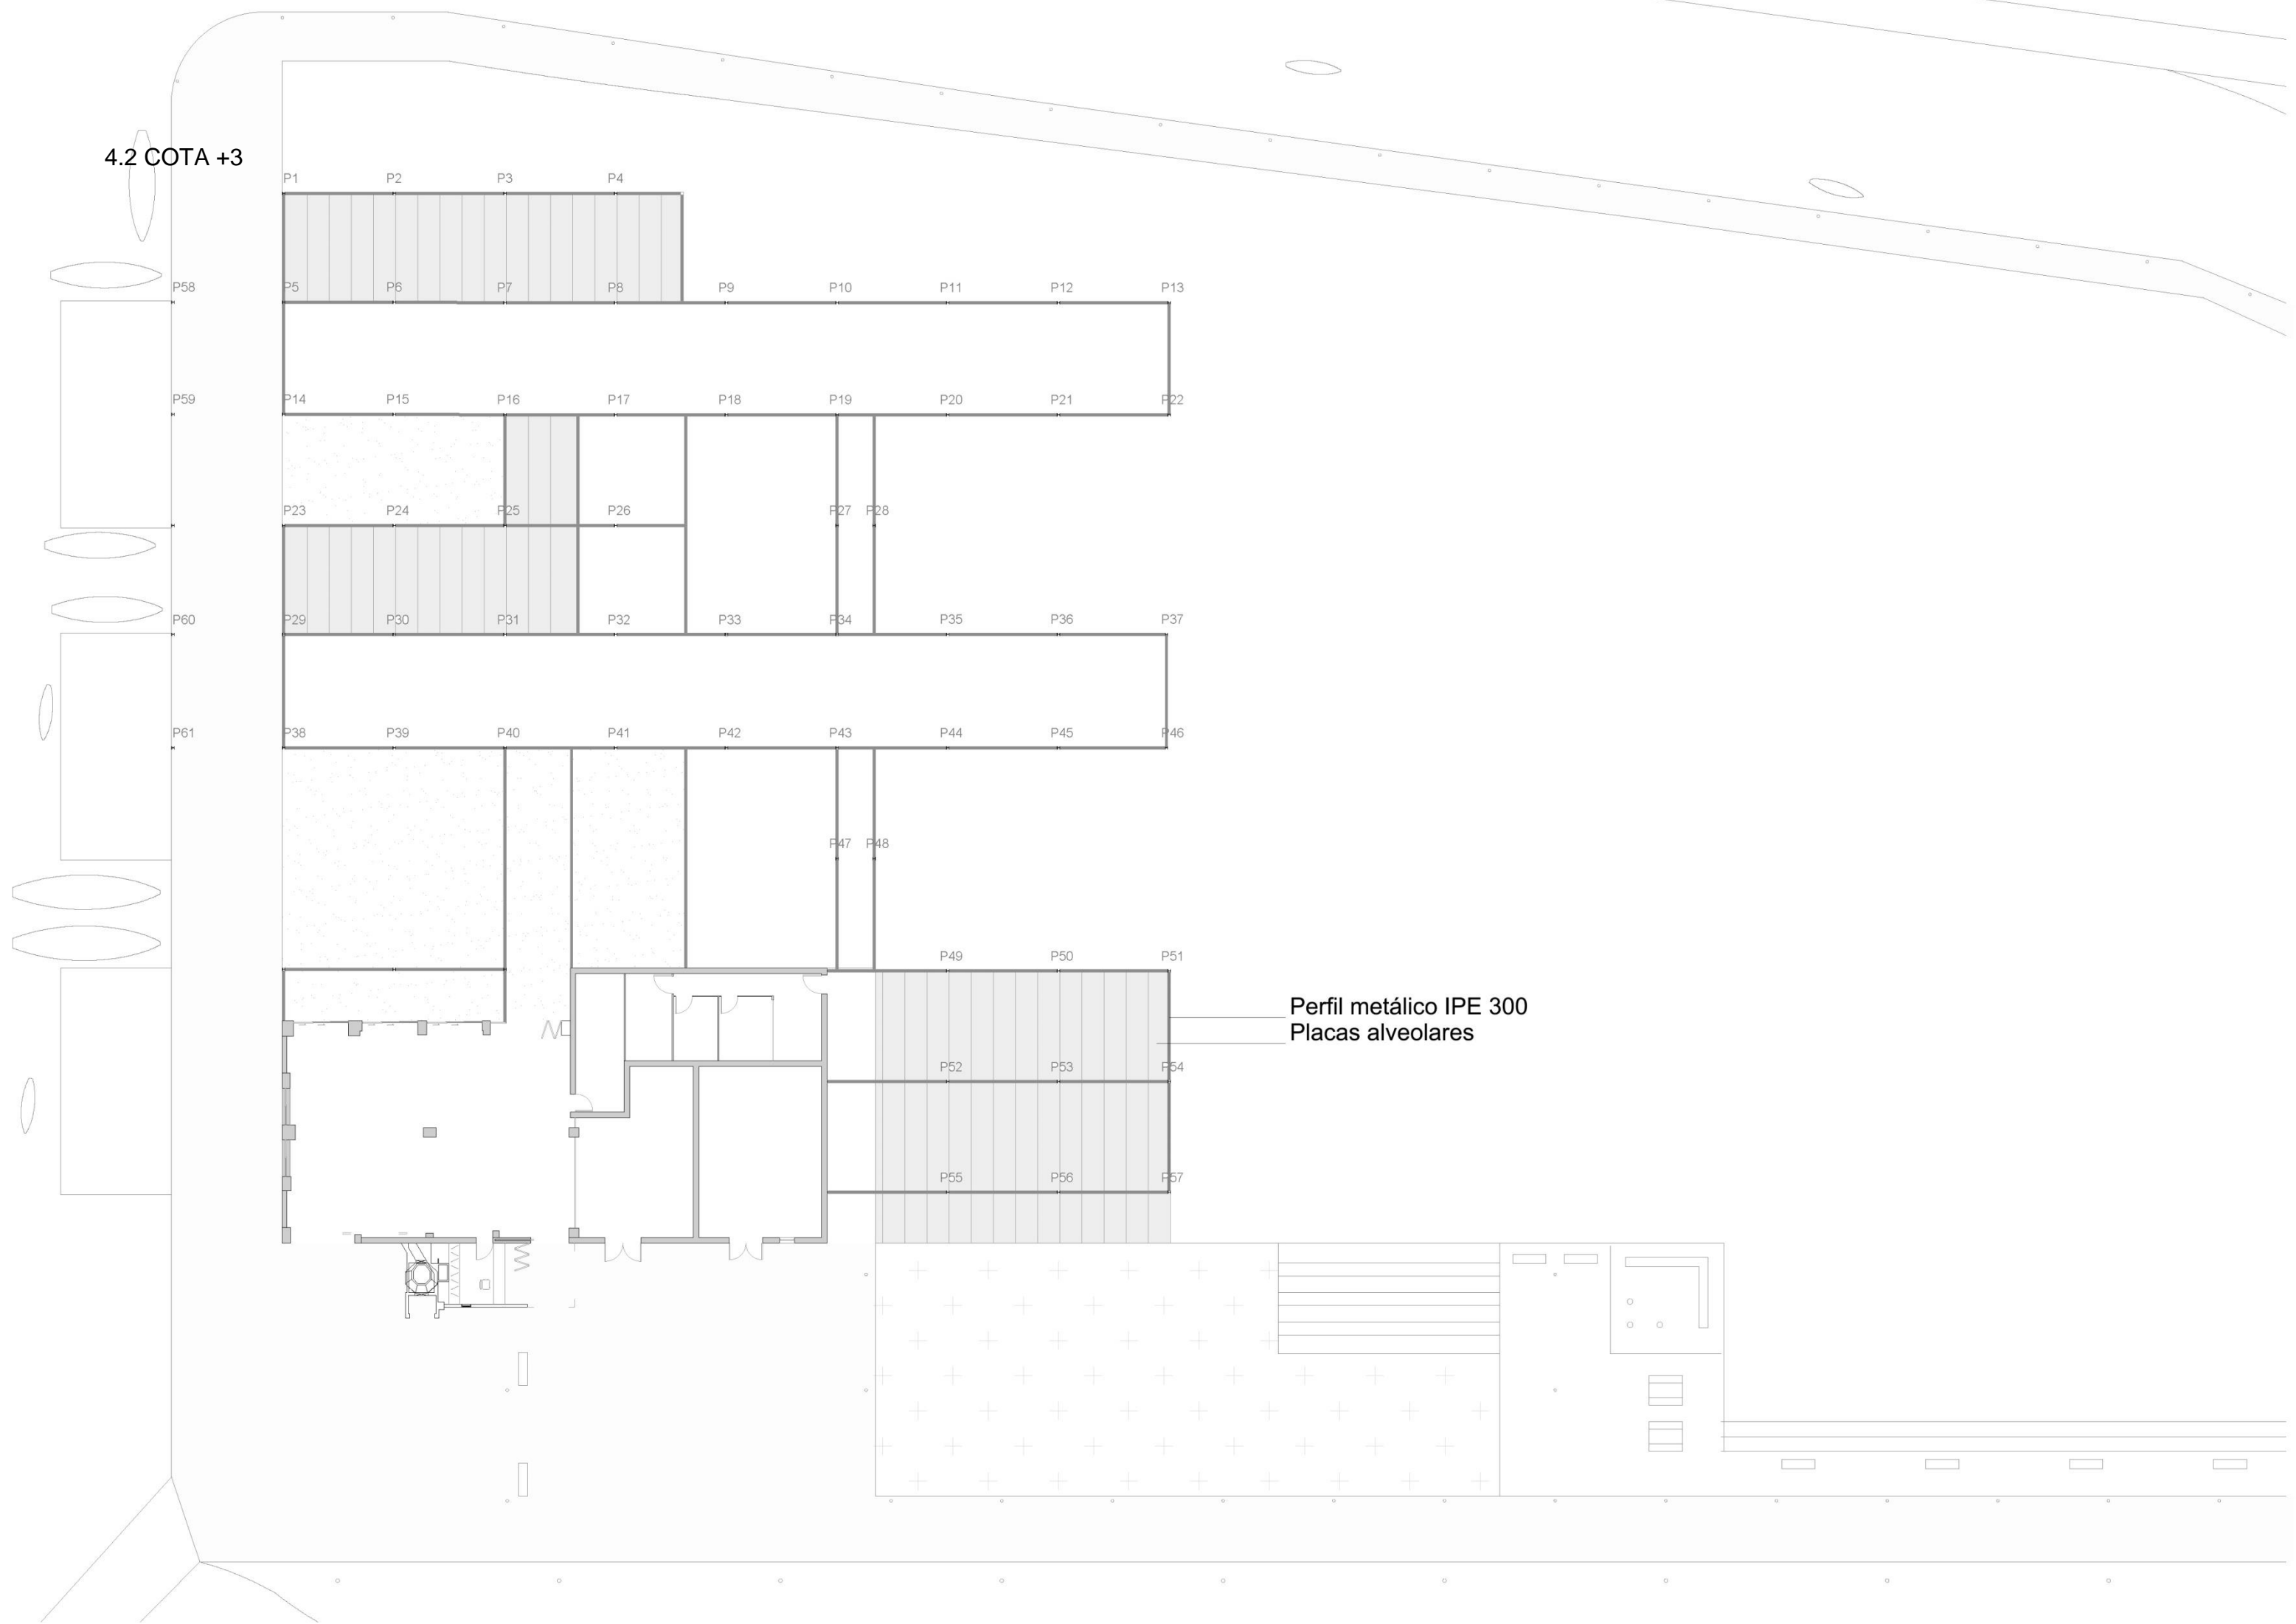 4.2 COTA +3
P1 P2 P3 P4
P58 P5 P6 P7 P8 P9 P10 P11 P12 P13
P59 P14 P15 P16 P17 P18 P19 P20 P21 P22
P23 P24 P25 P26 P27 P28
P60 P29 P30 P31 P32 P33 P34 P35 P36 P37
P61 P38 P39 P40 P41 P42 P43 P44 P45 P46
P47 P48
P49 P50 P51
Perfil metálico IPE 300
Placas alveolares
P52 P53 P54
P55 P56 P57